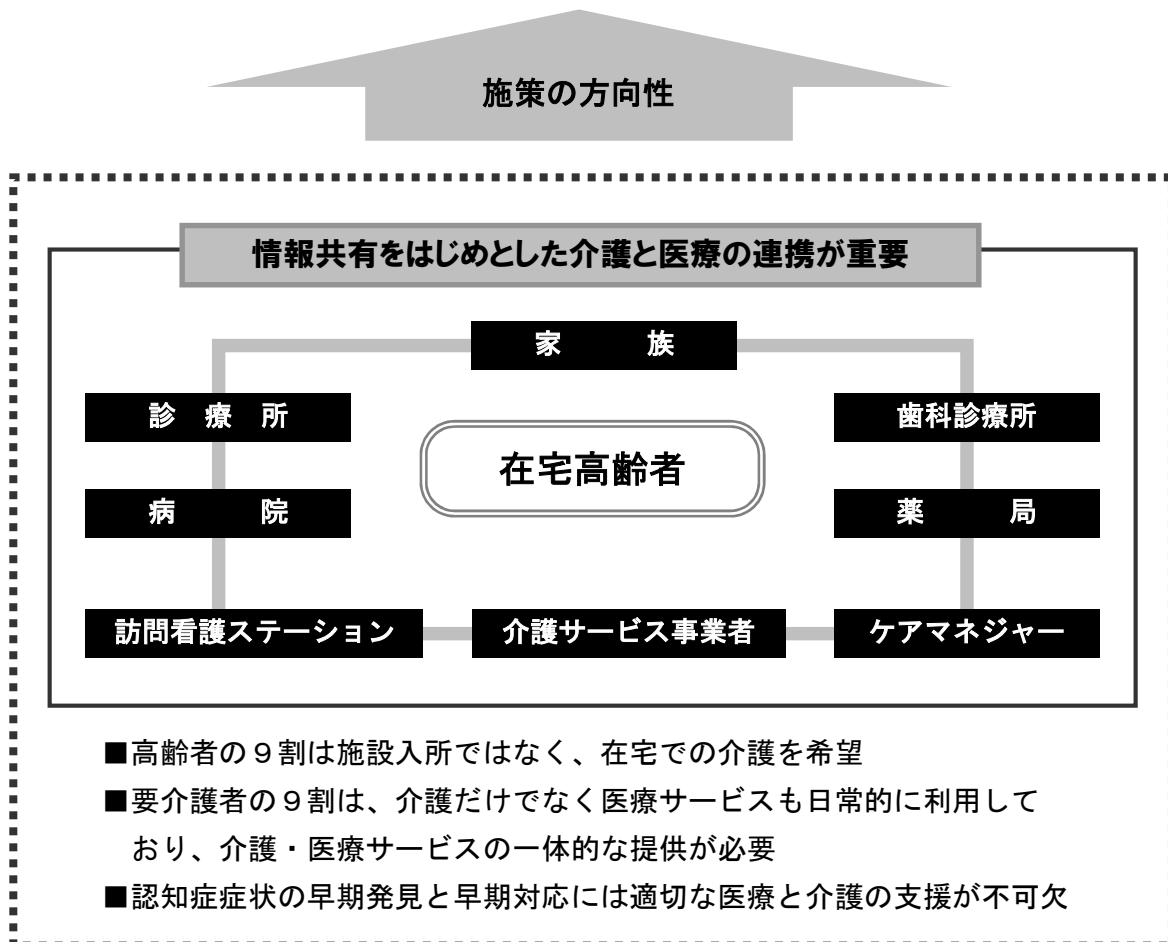 施策の方向性
情報共有をはじめとした介護と医療の連携が重要
家　　　族
診　療　所
歯科診療所
在宅高齢者
病　　　院
薬　　　局
訪問看護ステーション
介護サービス事業者
ケアマネジャー
■高齢者の９割は施設入所ではなく、在宅での介護を希望
■要介護者の９割は、介護だけでなく医療サービスも日常的に利用して
おり、介護・医療サービスの一体的な提供が必要
■認知症症状の早期発見と早期対応には適切な医療と介護の支援が不可欠